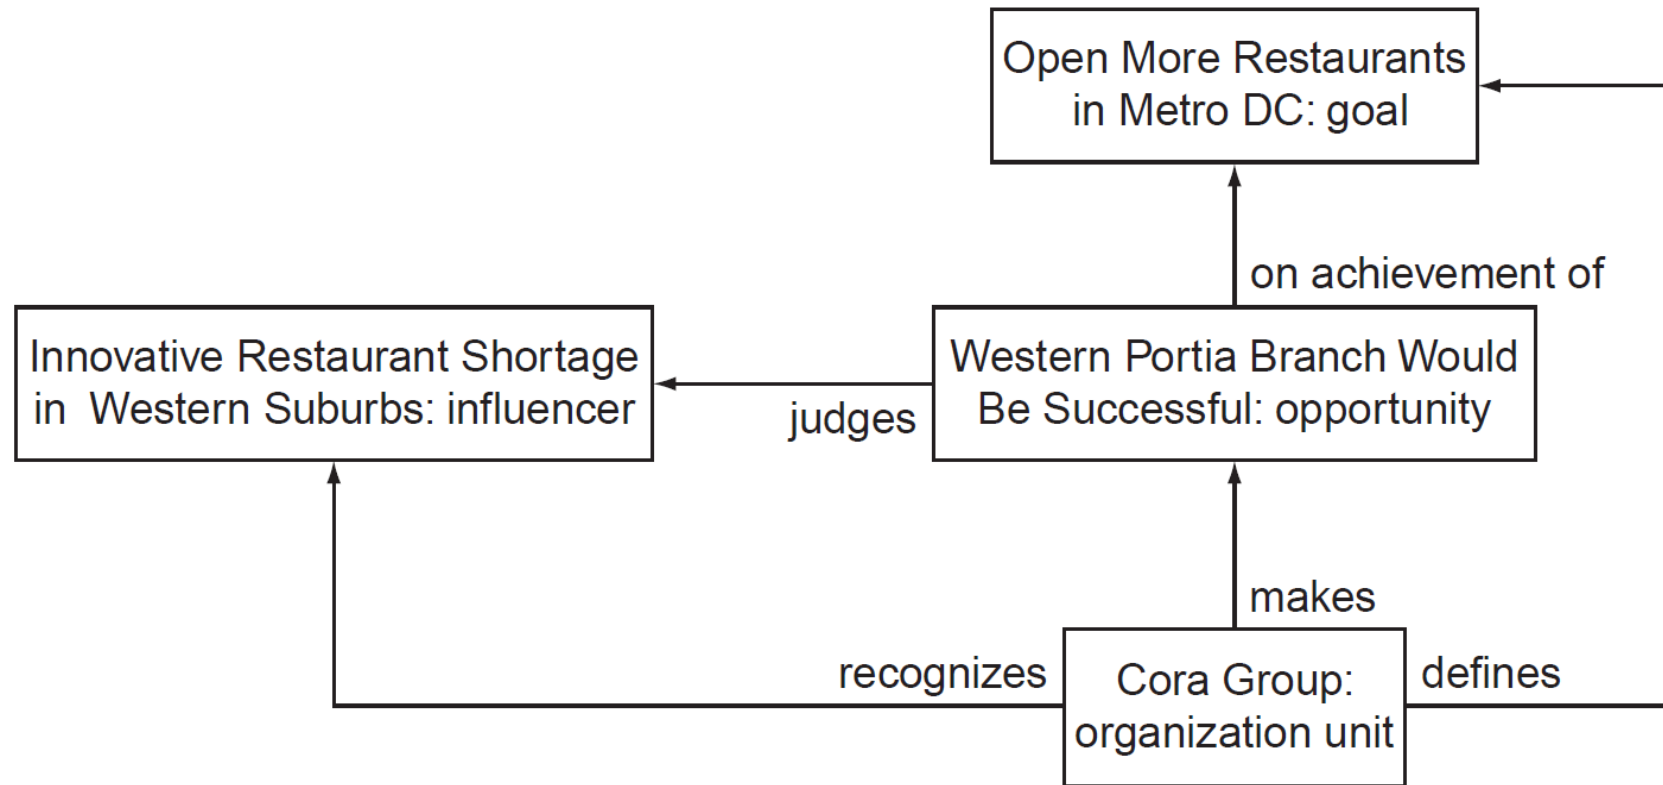 Open More Restaurants
in Metro DC: goal
on achievement of
Innovative Restaurant Shortage
in Western Suburbs: influencer
judges
Western Portia Branch Would
Be Successful: opportunity
makes
recognizes
Cora Group:
organization unit
defines